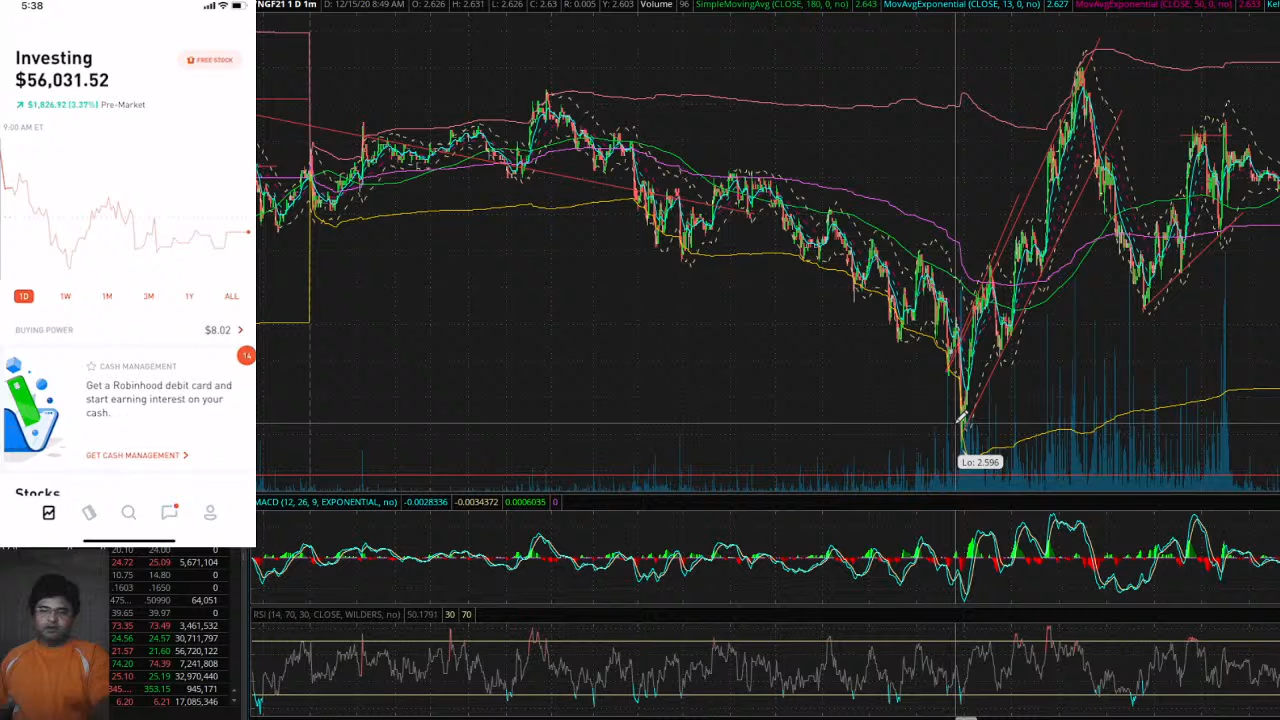 5:38
Investing
$56,031.52
FREE STOCK
$1,826.92 (3.37%) Pre-Market
9:00 AM ET
1D 1W 1M 3M 1Y ALL
BUYING POWER $8.02
14
CASH MANAGEMENT
Get a Robinhood debit card and
start earning interest on your
cash.
GET CASH MANAGEMENT
Stocks
NGF21 1 D 1m D: 12/15/20 8:49 AM O: 2.626 H: 2.631 L: 2.626 C: 2.63 R: 0.005 Y: 2.603 Volume 96 SimpleMovingAvg (CLOSE, 180, 0, no) 2.643 MovAvgExponential (CLOSE, 13, 0, no) 2.627 MovAvgExponential (CLOSE, 50, 0, no) 2.633
Lo: 2.596
MACD (12, 26, 9, EXPONENTIAL, no) -0.0028336 -0.0034372 0.0006035 0
RSI (14, 70, 30, CLOSE, WILDERS, no) 50.1791 30 70
20.10 24.00 0
24.72 25.09 5,671,104
10.75 14.80 0
.1603 .1650 0
475... .50990 64,051
39.65 39.97 0
73.35 73.49 3,461,532
24.56 24.57 30,711,797
21.57 21.60 56,720,122
74.20 74.39 7,241,808
25.10 25.19 32,970,440
345.... 353.15 945,171
6.20 6.21 17,085,346